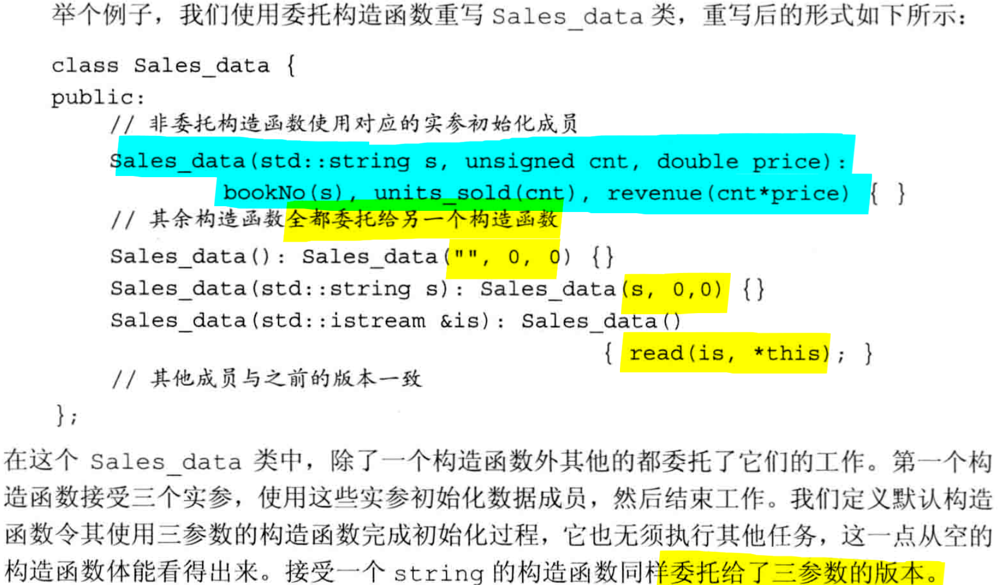 举个例子，我们使用委托构造函数重写 Sales_data 类，重写后的形式如下所示：
class Sales_data {
public:
// 非委托构造函数使用对应的实参初始化成员
Sales_data(std::string s, unsigned cnt, double price):
bookNo(s), units_sold(cnt), revenue(cnt*price) { }
// 其余构造函数全都委托给另一个构造函数
Sales_data(): Sales_data("", 0, 0) {}
Sales_data(std::string s): Sales_data(s, 0,0) {}
Sales_data(std::istream &is): Sales_data()
{ read(is, *this); }
// 其他成员与之前的版本一致
};
在这个 Sales_data 类中，除了一个构造函数外其他的都委托了它们的工作。第一个构
造函数接受三个实参，使用这些实参初始化数据成员，然后结束工作。我们定义默认构造
函数令其使用三参数的构造函数完成初始化过程，它也无须执行其他任务，这一点从空的
构造函数体能看得出来。接受一个 string 的构造函数同样委托给了三参数的版本。